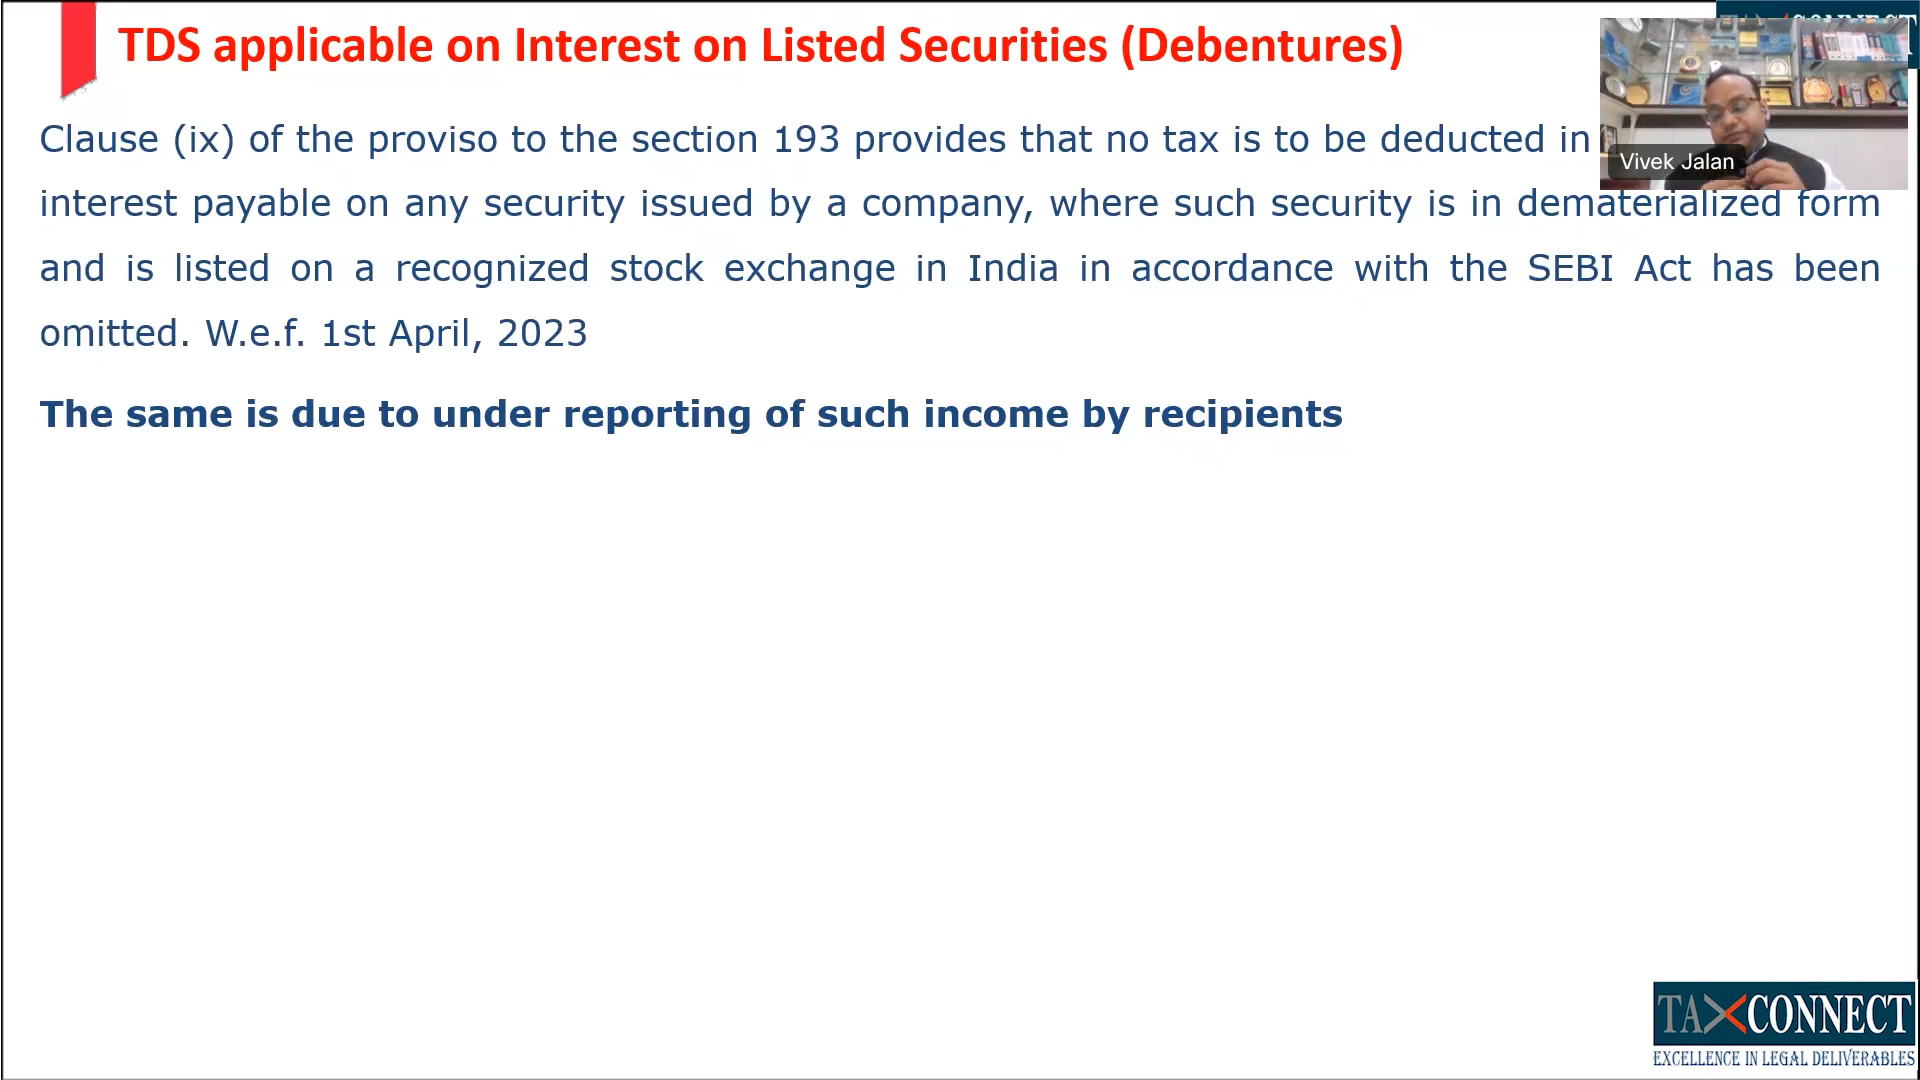 TDS applicable on Interest on Listed Securities (Debentures)
Vivek Jalan
Clause (ix) of the proviso to the section 193 provides that no tax is to be deducted in
interest payable on any security issued by a company, where such security is in dematerialized form
and is listed on a recognized stock exchange in India in accordance with the SEBI Act has been
omitted. W.e.f. 1st April, 2023
The same is due to under reporting of such income by recipients
TAXCONNECT
EXCELLENCE IN LEGAL DELIVERABLES